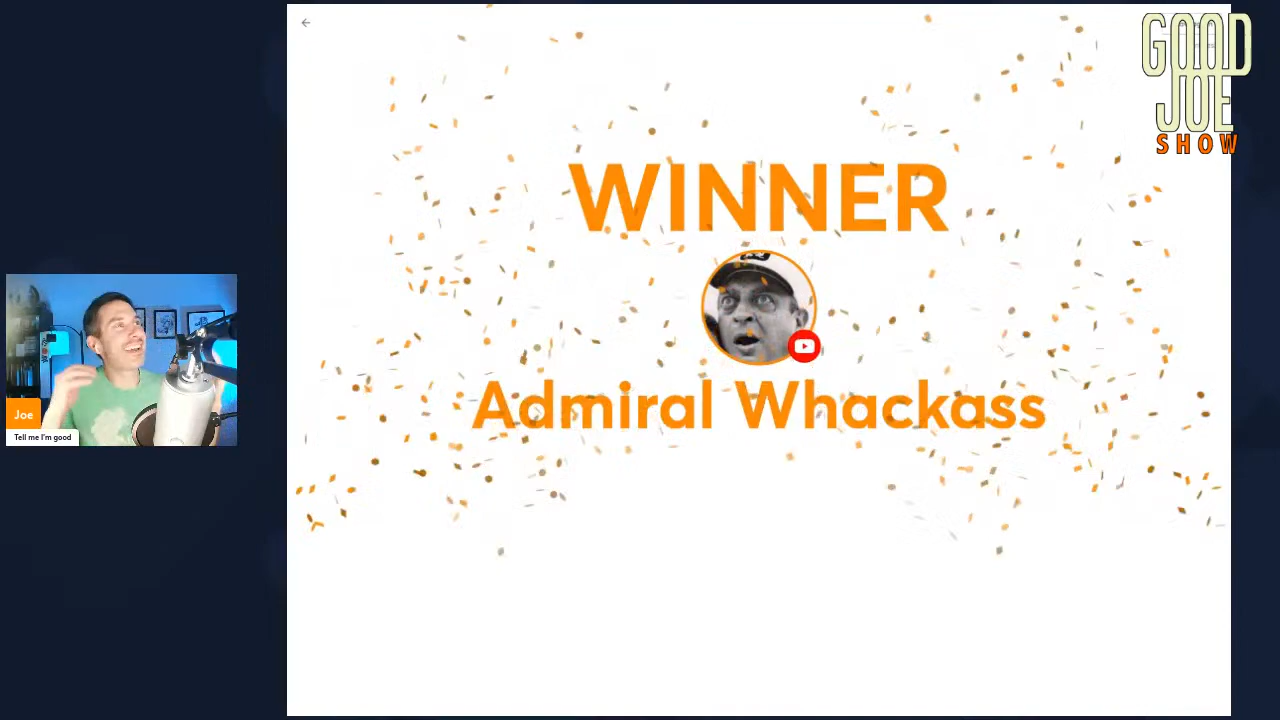 GOOD
JOE
SHOW
WINNER
Admiral Whackass
Joe
Tell me I'm good